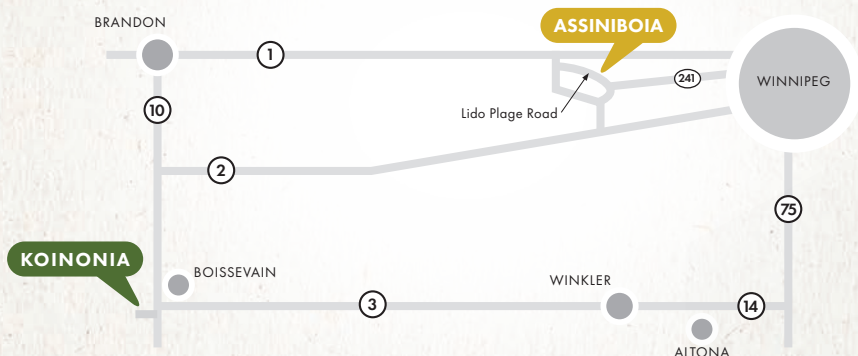 BRANDON
ASSINIBOIA
1
241
WINNIPEG
10
Lido Plage Road
2
75
KOINONIA
BOISSEVAIN
WINKLER
3
14
ALTONA